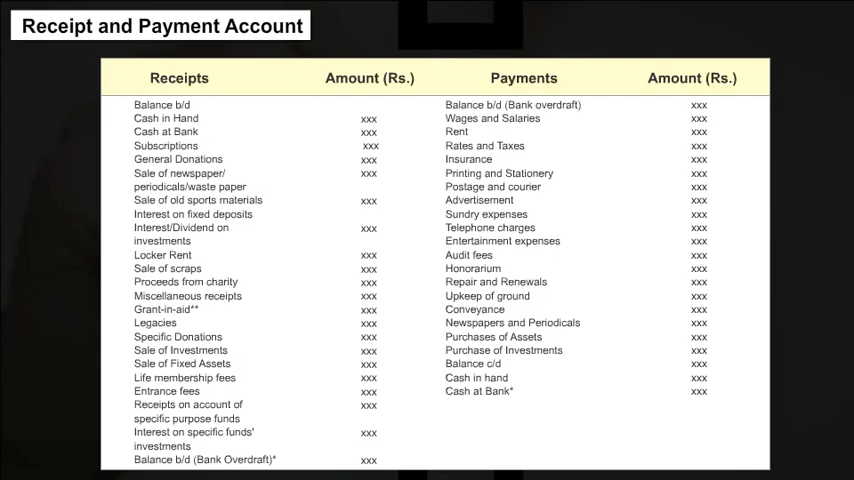 Receipt and Payment Account
Receipts Amount (Rs.) Payments Amount (Rs.)
Balance b/d Balance b/d (Bank overdraft) xxx
Cash in Hand xxx Wages and Salaries xxx
Cash at Bank xxx Rent xxx
Subscriptions xxx Rates and Taxes xxx
General Donations xxx Insurance xxx
Sale of newspaper/ xxx Printing and Stationery xxx
periodicals/waste paper Postage and courier xxx
Sale of old sports materials xxx Advertisement xxx
Interest on fixed deposits Sundry expenses xxx
Interest/Dividend on xxx Telephone charges xxx
investments Entertainment expenses xxx
Locker Rent xxx Audit fees xxx
Sale of scraps xxx Honorarium xxx
Proceeds from charity xxx Repair and Renewals xxx
Miscellaneous receipts xxx Upkeep of ground xxx
Grant-in-aid** xxx Conveyance xxx
Legacies xxx Newspapers and Periodicals xxx
Specific Donations xxx Purchases of Assets xxx
Sale of Investments xxx Purchase of Investments xxx
Sale of Fixed Assets xxx Balance c/d xxx
Life membership fees xxx Cash in hand xxx
Entrance fees xxx Cash at Bank* xxx
Receipts on account of xxx
specific purpose funds
Interest on specific funds' xxx
investments
Balance b/d (Bank Overdraft)* xxx